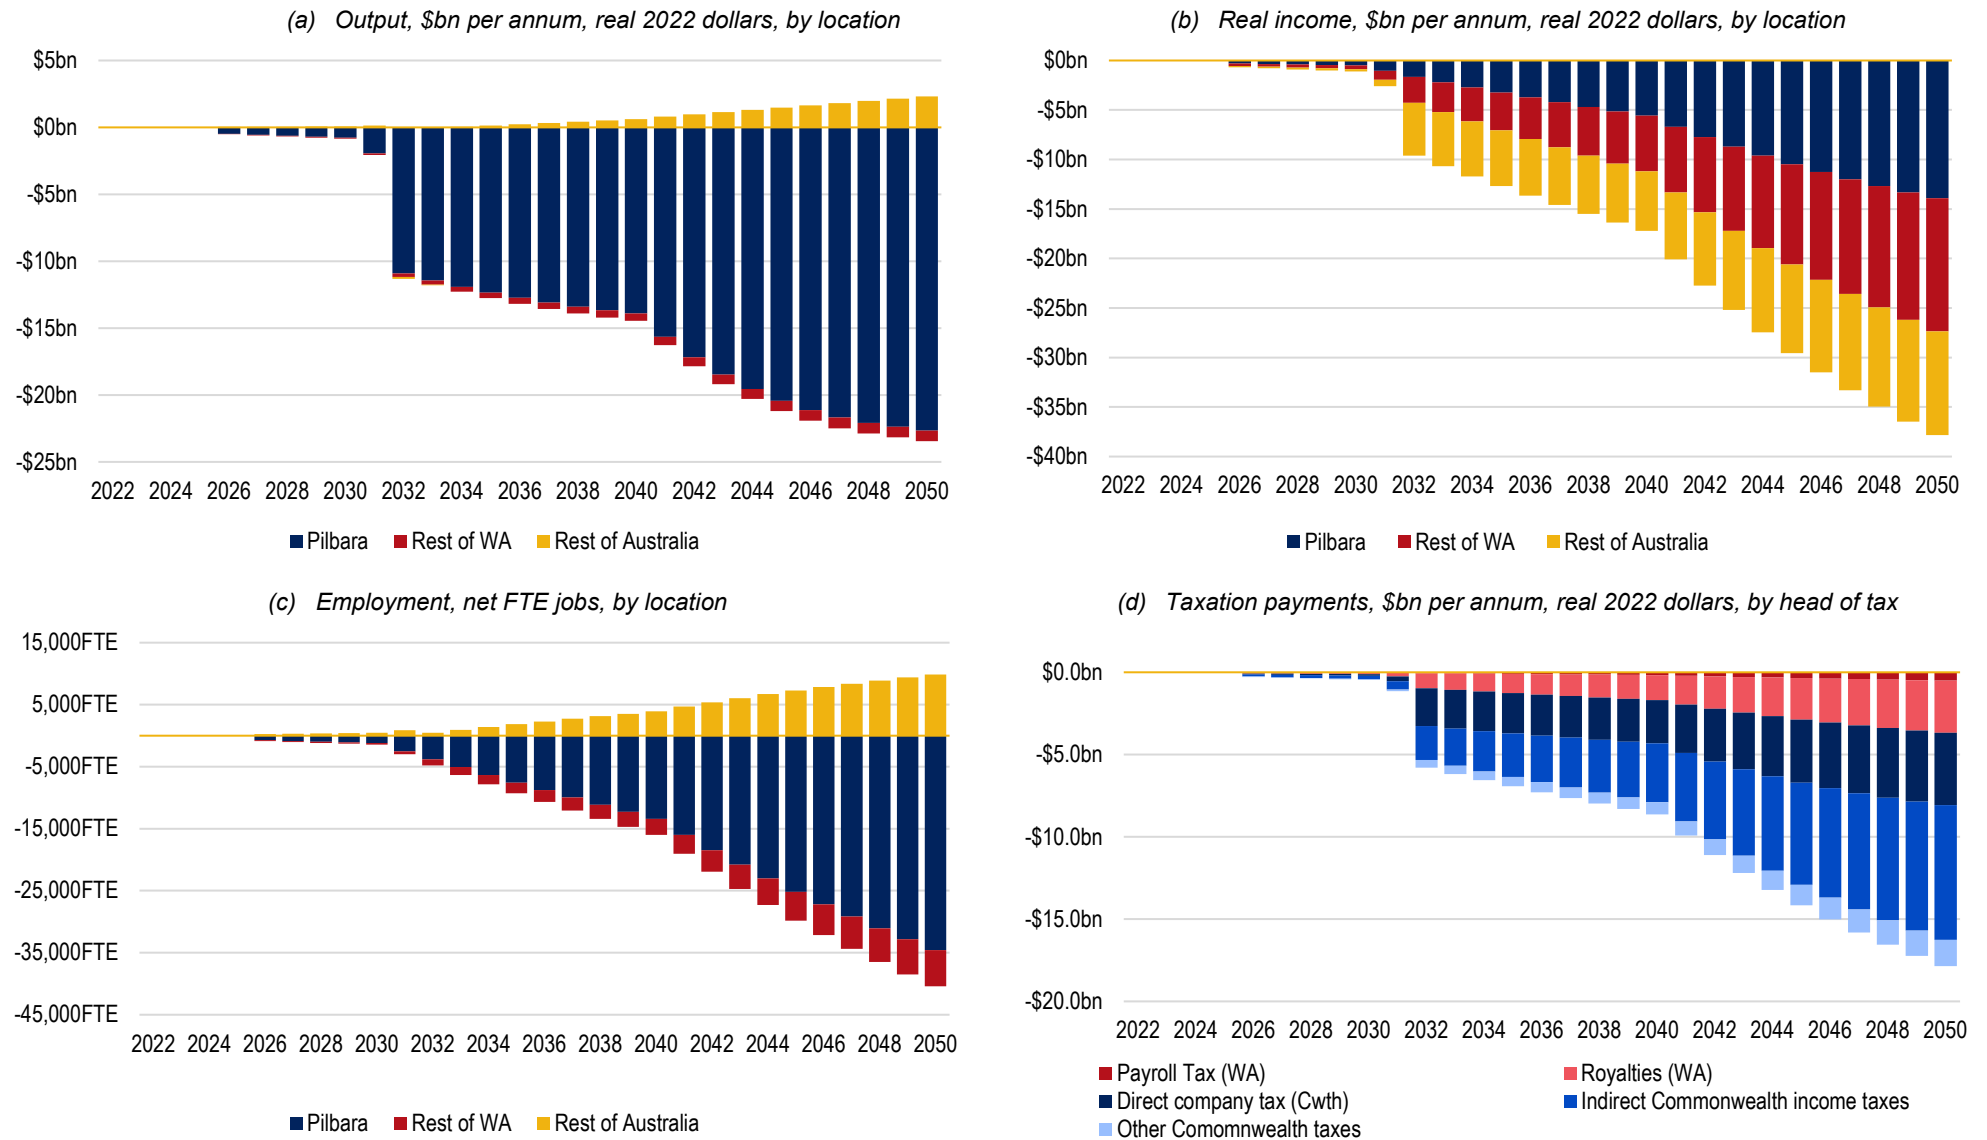 (a) Output, $bn per annum, real 2022 dollars, by location
$5bn
$0bn
-$5bn
-$10bn
-$15bn
-$20bn
-$25bn
2022 2024 2026 2028 2030 2032 2034 2036 2038 2040 2042 2044 2046 2048 2050
Pilbara Rest of WA Rest of Australia
(b) Real income, $bn per annum, real 2022 dollars, by location
$0bn
-$5bn
-$10bn
-$15bn
-$20bn
-$25bn
-$30bn
-$35bn
-$40bn
2022 2024 2026 2028 2030 2032 2034 2036 2038 2040 2042 2044 2046 2048 2050
Pilbara Rest of WA Rest of Australia
(c) Employment, net FTE jobs, by location
15,000FTE
5,000FTE
-5,000FTE
-15,000FTE
-25,000FTE
-35,000FTE
-45,000FTE
2022 2024 2026 2028 2030 2032 2034 2036 2038 2040 2042 2044 2046 2048 2050
Pilbara Rest of WA Rest of Australia
(d) Taxation payments, $bn per annum, real 2022 dollars, by head of tax
$0.0bn
-$5.0bn
-$10.0bn
-$15.0bn
-$20.0bn
2022 2024 2026 2028 2030 2032 2034 2036 2038 2040 2042 2044 2046 2048 2050
Payroll Tax (WA) Royalties (WA)
Direct company tax (Cwth) Indirect Commonwealth income taxes
Other Comomnwealth taxes